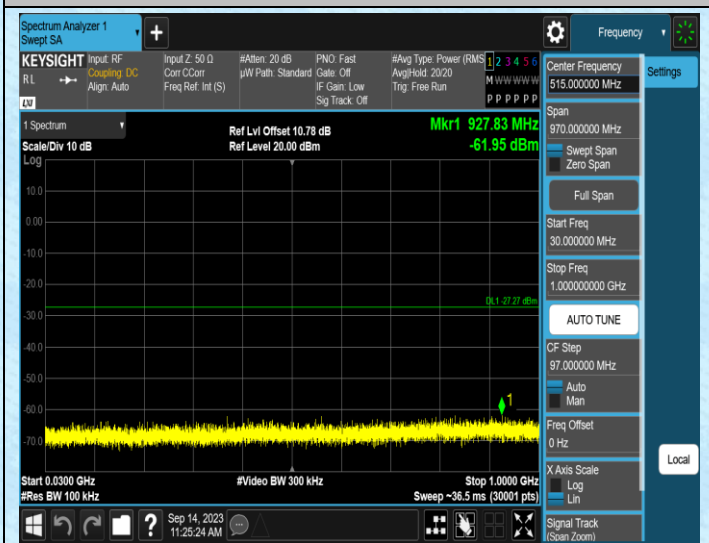 Spectrum Analyzer 1
Swept SA
+
Frequency
KEYSIGHT
R L
LXI
Input: RF
Coupling: DC
Align: Auto
Input Z: 50 Ω
Corr CCorr
Freq Ref: Int (S)
#Atten: 20 dB
µW Path: Standard
PNO: Fast
Gate: Off
IF Gain: Low
Sig Track: Off
#Avg Type: Power (RMS
Avg|Hold: 20/20
Trig: Free Run
1 2 3 4 5 6
M W W W W W
P P P P P P
1 Spectrum
Scale/Div 10 dB
Log
Ref Lvl Offset 10.78 dB
Ref Level 20.00 dBm
Mkr1 927.83 MHz
-61.95 dBm
10.0
0.00
-10.0
-20.0
DL1 -27.27 dBm
-30.0
-40.0
-50.0
-60.0
1
-70.0
Start 0.0300 GHz
#Res BW 100 kHz
#Video BW 300 kHz
Stop 1.0000 GHz
Sweep ~36.5 ms (30001 pts)
?
Sep 14, 2023
11:25:24 AM
Center Frequency
515.000000 MHz
Span
970.000000 MHz
Swept Span
Zero Span
Full Span
Start Freq
30.000000 MHz
Stop Freq
1.000000000 GHz
AUTO TUNE
CF Step
97.000000 MHz
Auto
Man
Freq Offset
0 Hz
X Axis Scale
Log
Lin
Signal Track
(Span Zoom)
Settings
Local